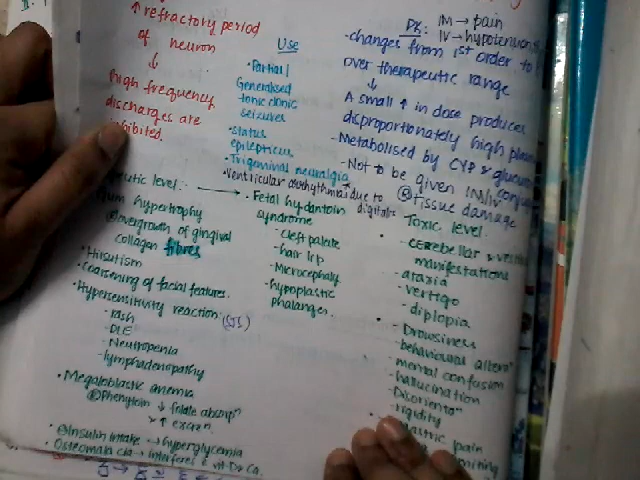 ↑ refractory period
of neuron
↓
high frequency
discharges are
inhibited.
Use
• Partial |
Generalised
tonic clonic
seizures
• status
epilepticus
• Trigeminal neuralgia
• Ventricular arrhythmia due to
digitalis
PK: IM → pain
IV → hypotension
- changes from 1st order to
over therapeutic range
↓
A small ↑ in dose produces
disproportionately high
- Metabolised by CYP &
- Not to be given IM/IV
tissue damage
level: →
hypertrophy
overgrowth of gingival
collagen fibres
• Hirsutism
• Coarsening of facial features.
• Hypersensitivity reaction:
- rash
- DLE
- Neutropenia
- lymphadenopathy
• Megaloblastic anemia
Phenytoin ↓ folate absorpⁿ
↑ excreⁿ.
Insulin intake → hyperglycemia
• Osteomalacia → interferes c̄ vit-D & Ca.
• Fetal hydantoin
syndrome
- cleft palate
- hair lip
- Microcephaly
- hypoplastic
phalanges.
Toxic level.
• cerebellar &
manifestations
- ataxia
- vertigo
- diplopia
• Drowsiness
- behavioural alterⁿ
- mental confusion
- hallucination
- Disorientⁿ
- rigidity
pain